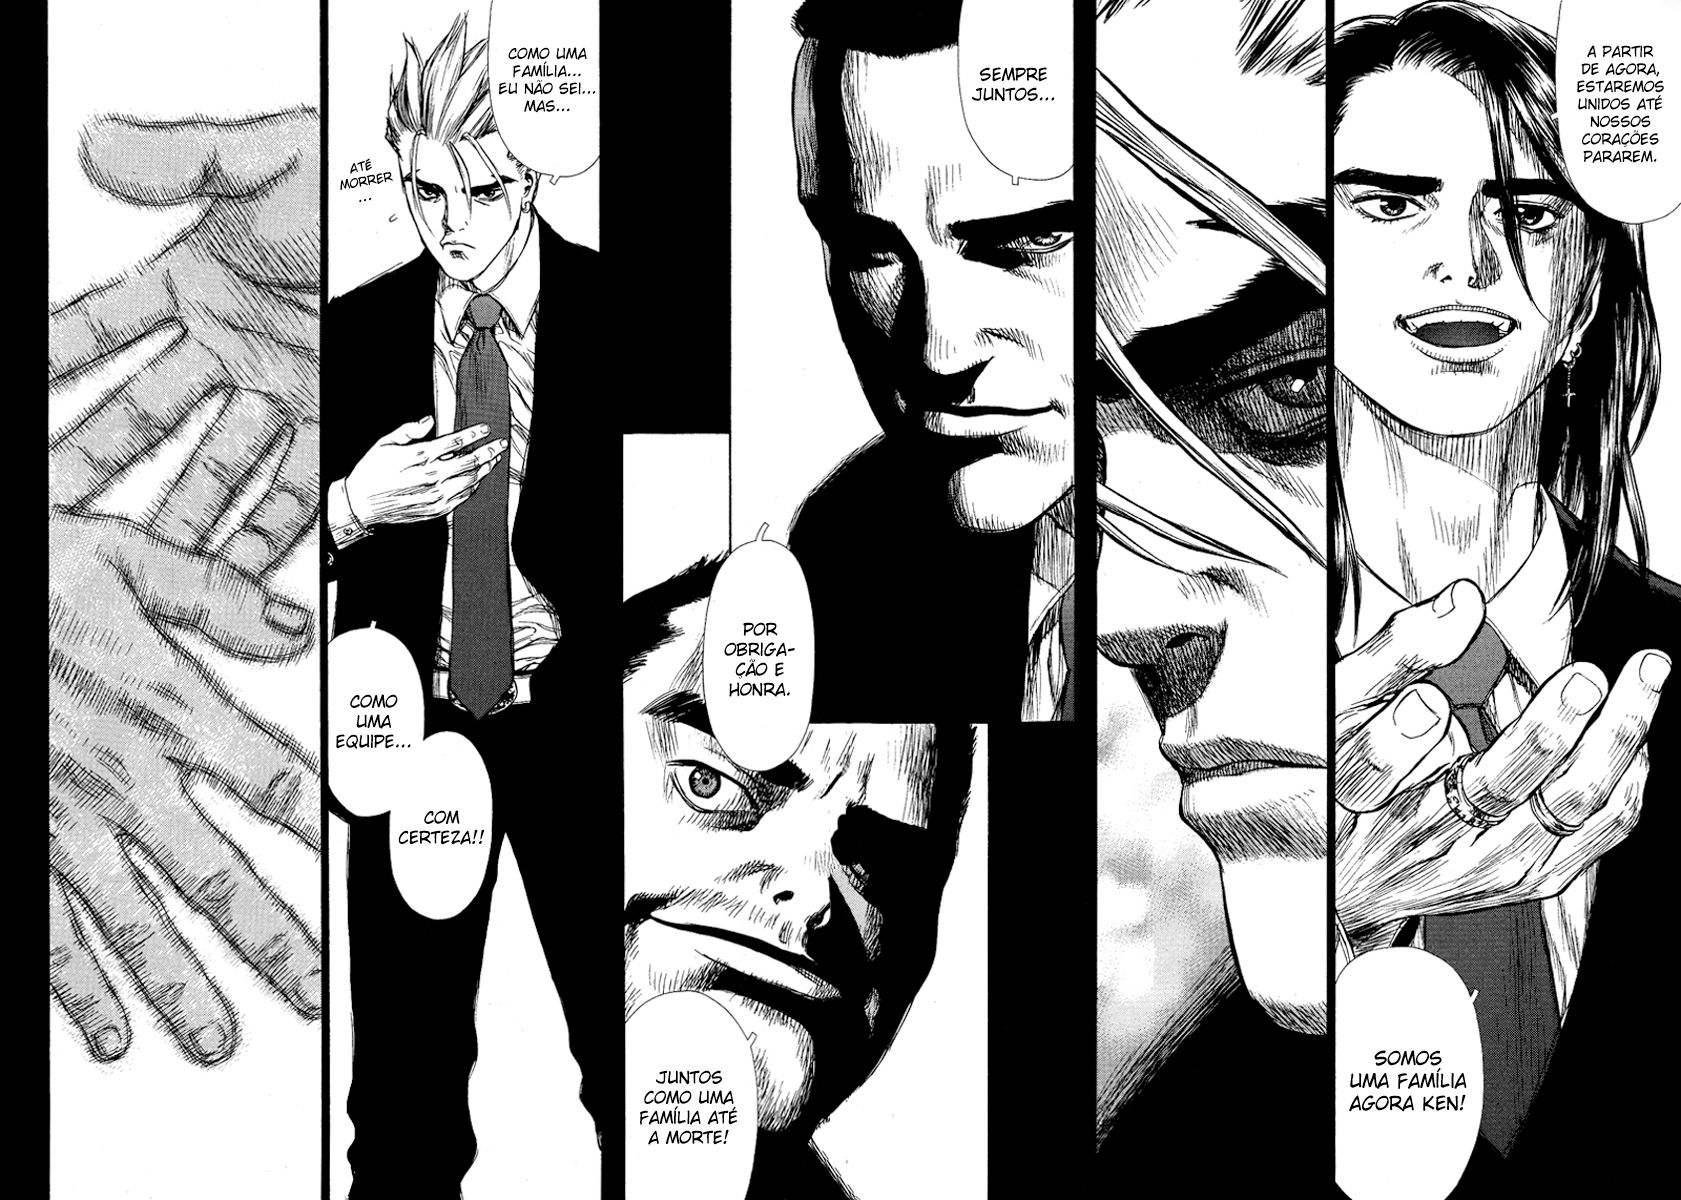 A PARTIR
DE AGORA,
ESTAREMOS
UNIDOS ATÉ
NOSSOS
CORAÇÕES
PARAREM.
SOMOS
UMA FAMÍLIA
AGORA KEN!
SEMPRE
JUNTOS...
POR
OBRIGA-
ÇÃO E
HONRA.
JUNTOS
COMO UMA
FAMÍLIA ATÉ
A MORTE!
COMO UMA
FAMÍLIA...
EU NÃO SEI...
MAS...
ATÉ
MORRER
...
COMO
UMA
EQUIPE...
COM
CERTEZA!!